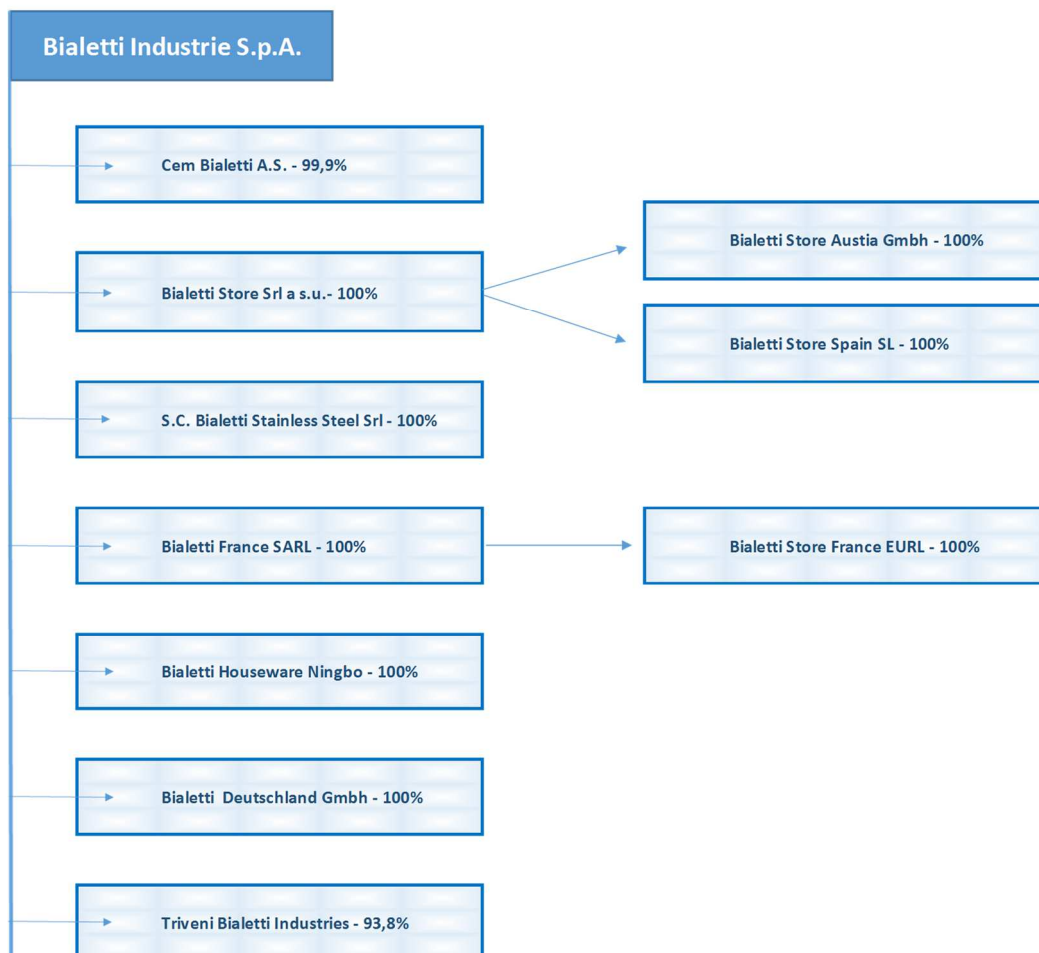 Bialetti Industrie S.p.A.
Cem Bialetti A.S. - 99,9%
Bialetti Store Austia Gmbh - 100%
Bialetti Store Srl a s.u.- 100%
Bialetti Store Spain SL - 100%
S.C. Bialetti Stainless Steel Srl - 100%
Bialetti France SARL - 100%
Bialetti Store France EURL - 100%
Bialetti Houseware Ningbo - 100%
Bialetti Deutschland Gmbh - 100%
Triveni Bialetti Industries - 93,8%